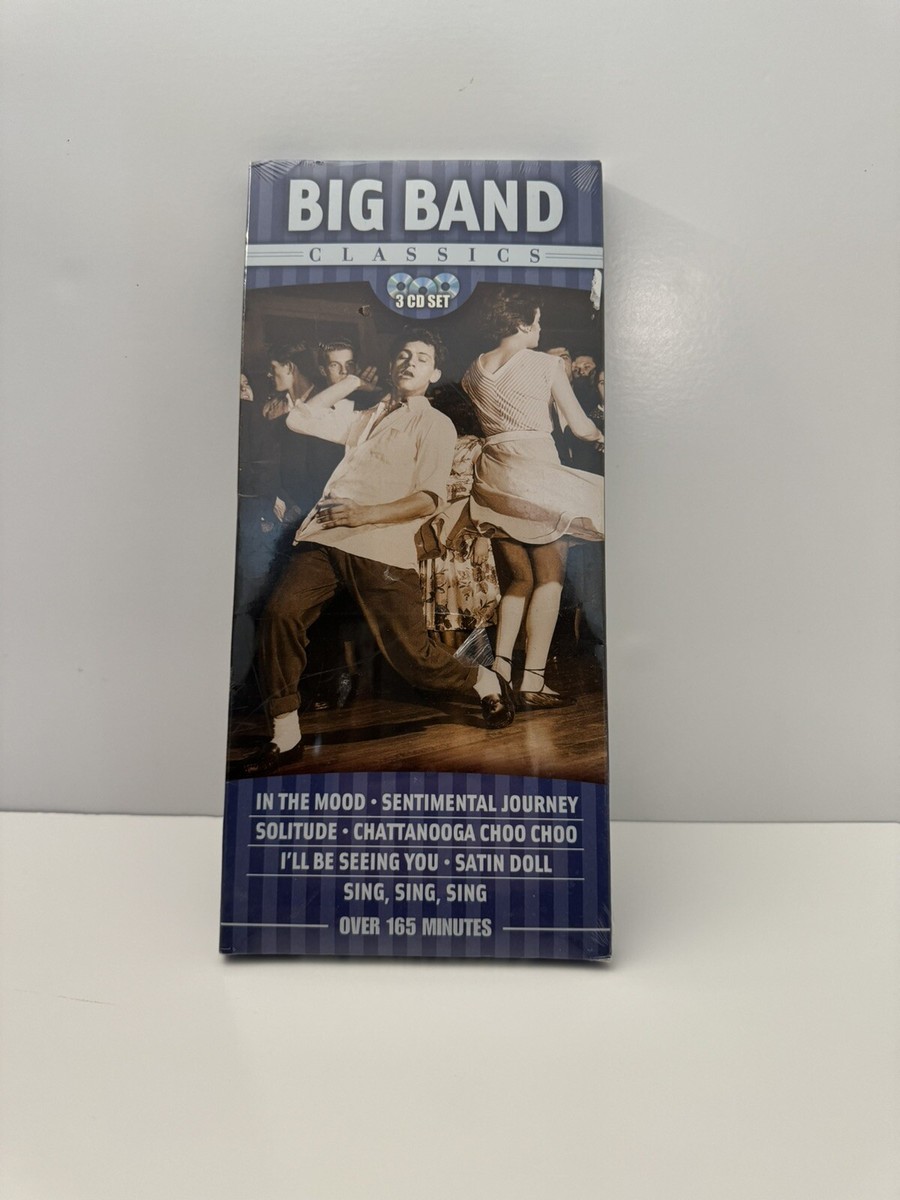 BIG BAND
CLASSICS
3 CD SET
IN THE MOOD • SENTIMENTAL JOURNEY
SOLITUDE • CHATTANOOGA CHOO CHOO
I'LL BE SEEING YOU • SATIN DOLL
SING, SING, SING
OVER 165 MINUTES